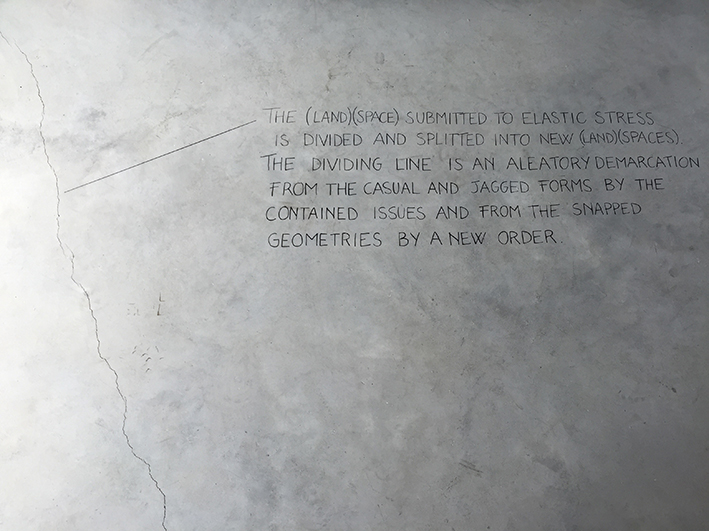 THE (LAND)(SPACE) SUBMITTED TO ELASTIC STRESS
IS DIVIDED AND SPLITTED INTO NEW (LAND)(SPACES).
THE DIVIDING LINE IS AN ALEATORY DEMARCATION
FROM THE CASUAL AND JAGGED FORMS BY THE
CONTAINED ISSUES AND FROM THE SNAPPED
GEOMETRIES BY A NEW ORDER.